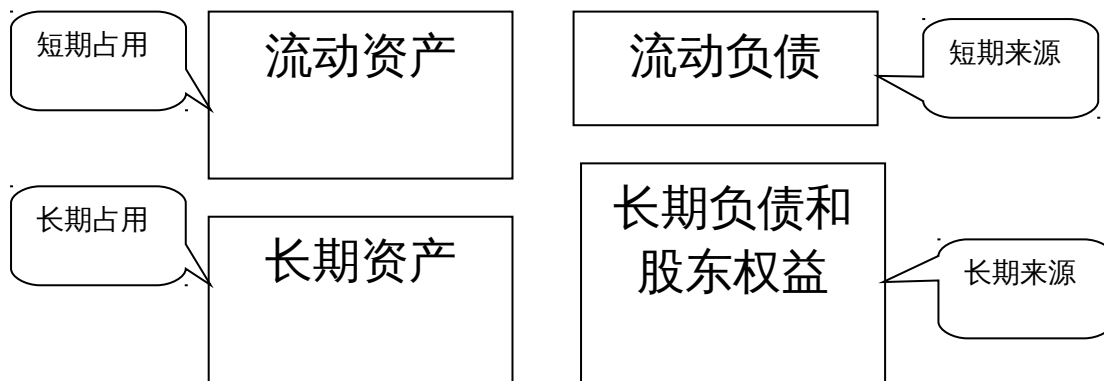 短期占用
流动资产
流动负债
短期来源
长期占用
长期资产
长期负债和
股东权益
长期来源